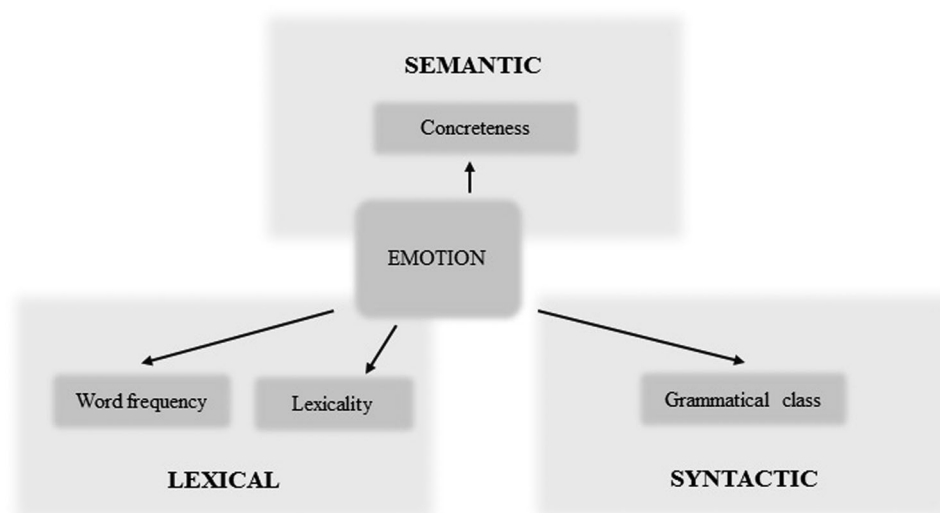 SEMANTIC
Concreteness
EMOTION
Word frequency
Lexicality
Grammatical class
LEXICAL
SYNTACTIC